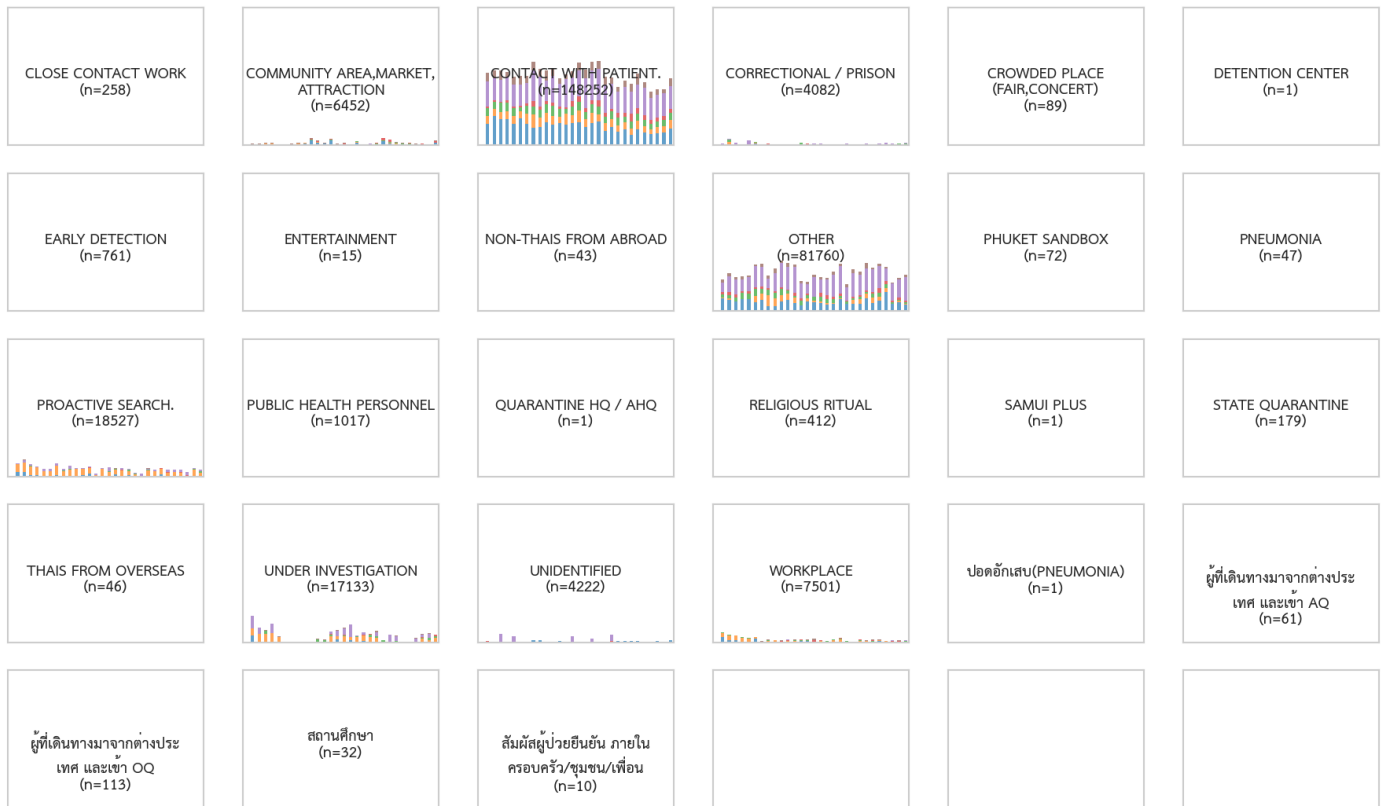 CLOSE CONTACT WORK
(n=258)
COMMUNITY AREA,MARKET,
ATTRACTION
(n=6452)
CONTACT WITH PATIENT.
(n=148252)
CORRECTIONAL / PRISON
(n=4082)
CROWDED PLACE
(FAIR,CONCERT)
(n=89)
DETENTION CENTER
(n=1)
EARLY DETECTION
(n=761)
ENTERTAINMENT
(n=15)
NON-THAIS FROM ABROAD
(n=43)
OTHER
(n=81760)
PHUKET SANDBOX
(n=72)
PNEUMONIA
(n=47)
PROACTIVE SEARCH.
(n=18527)
PUBLIC HEALTH PERSONNEL
(n=1017)
QUARANTINE HQ / AHQ
(n=1)
RELIGIOUS RITUAL
(n=412)
SAMUI PLUS
(n=1)
STATE QUARANTINE
(n=179)
THAIS FROM OVERSEAS
(n=46)
UNDER INVESTIGATION
(n=17133)
UNIDENTIFIED
(n=4222)
WORKPLACE
(n=7501)
ปอดอักเสบ(PNEUMONIA)
(n=1)
ผู้ที่เดินทางมาจากต่างประ
เทศ และเข้า AQ
(n=61)
ผู้ที่เดินทางมาจากต่างประ
เทศ และเข้า OQ
(n=113)
สถานศึกษา
(n=32)
สัมผัสผู้ป่วยยืนยัน ภายใน
ครอบครัว/ชุมชน/เพื่อน
(n=10)